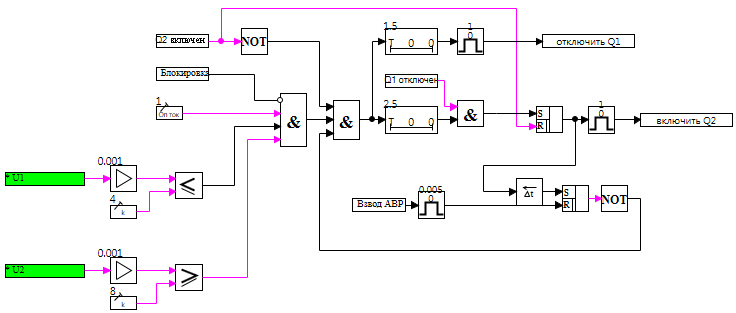 Q2 включен
NOT
1.5
T 0 0
1
0
отключить Q1
Блокировка
1
Оп ток
&
&
Q1 отключен
2.5
T 0 0
&
S
R
1
0
включить Q2
0.001
* U1
≤
4
k
Взвод АВР
0.005
0
Δt
S
R
NOT
0.001
* U2
≥
8
k